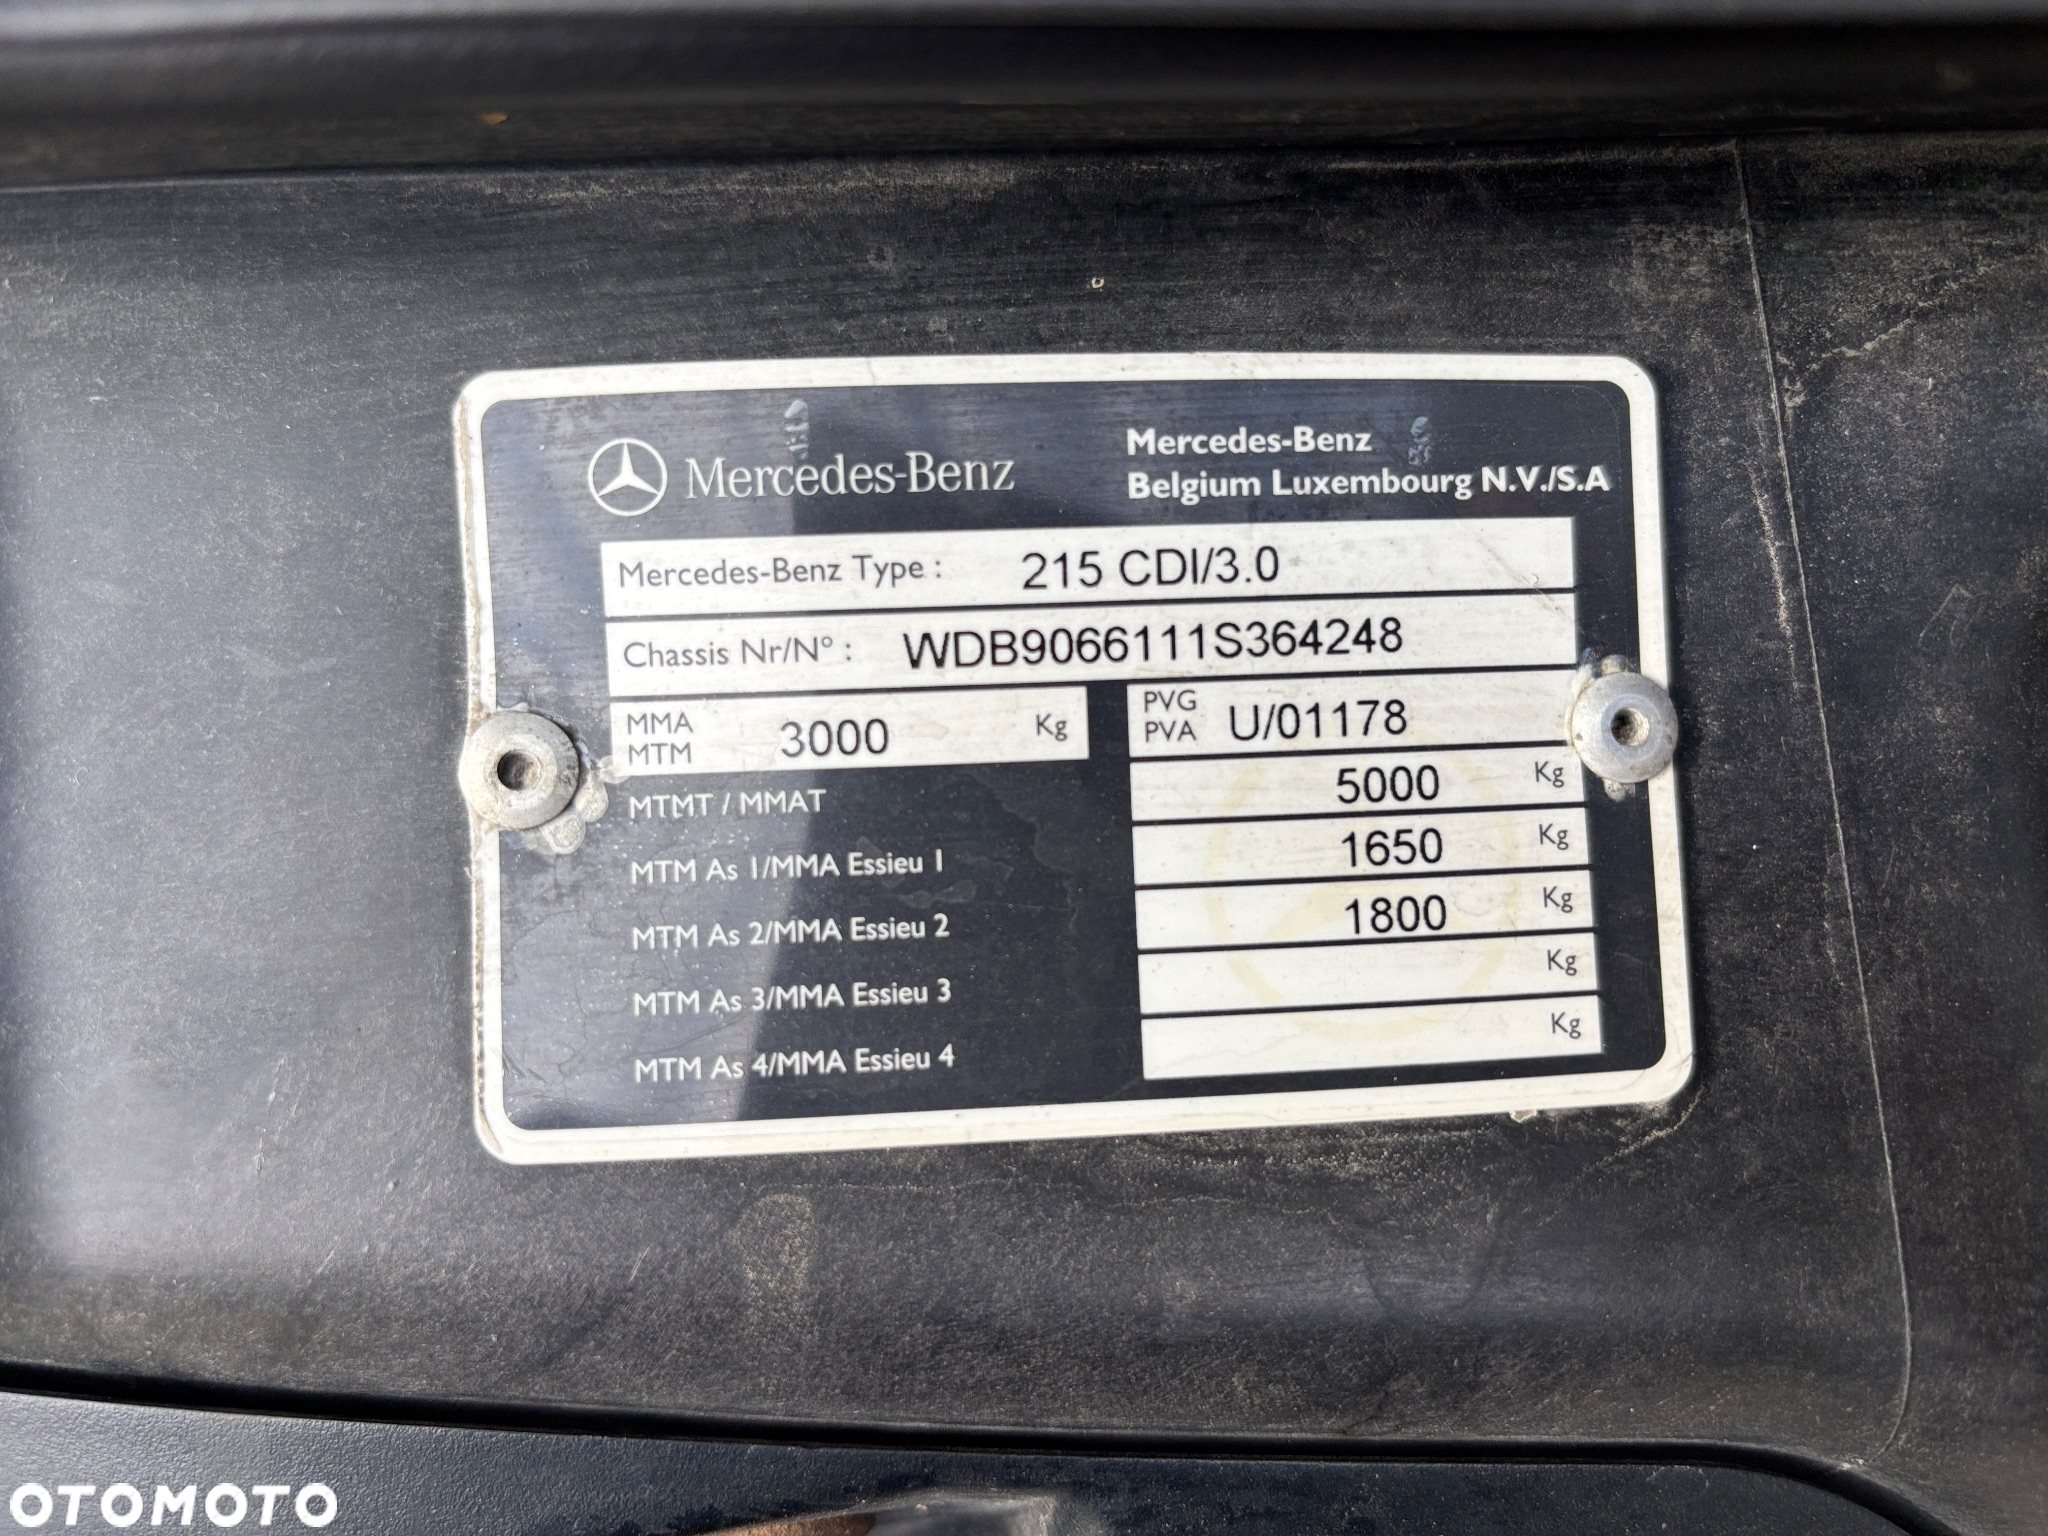 Mercedes-Benz
Mercedes-Benz
Belgium Luxembourg N.V./S.A
Mercedes-Benz Type : 215 CDI/3.0
Chassis Nr/N° : WDB9066111S364248
MMA
MTM 3000 Kg
PVG
PVA U/01178
MTMT / MMAT 5000 Kg
MTM As 1/MMA Essieu 1 1650 Kg
MTM As 2/MMA Essieu 2 1800 Kg
MTM As 3/MMA Essieu 3 Kg
MTM As 4/MMA Essieu 4 Kg
OTOMOTO